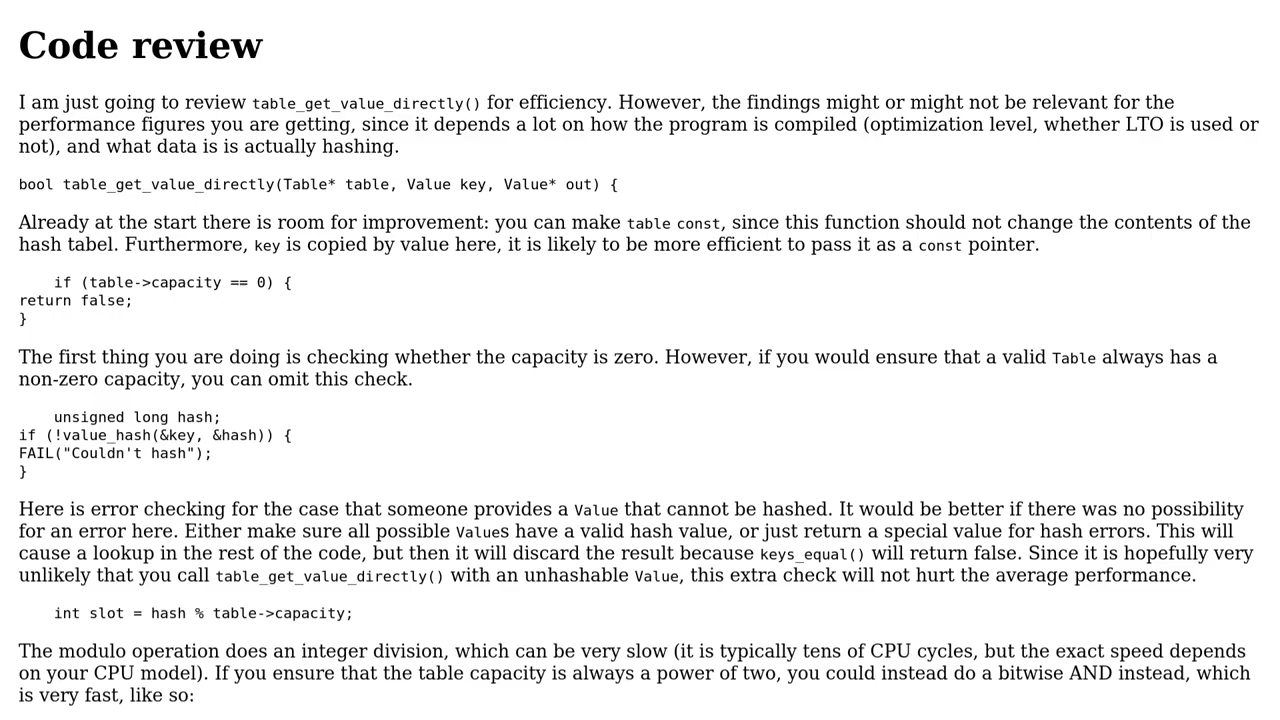 Code review
I am just going to review table_get_value_directly() for efficiency. However, the findings might or might not be relevant for the
performance figures you are getting, since it depends a lot on how the program is compiled (optimization level, whether LTO is used or
not), and what data is is actually hashing.
bool table_get_value_directly(Table* table, Value key, Value* out) {
Already at the start there is room for improvement: you can make table const, since this function should not change the contents of the
hash tabel. Furthermore, key is copied by value here, it is likely to be more efficient to pass it as a const pointer.
if (table->capacity == 0) {
return false;
}
The first thing you are doing is checking whether the capacity is zero. However, if you would ensure that a valid Table always has a
non-zero capacity, you can omit this check.
unsigned long hash;
if (!value_hash(&key, &hash)) {
FAIL("Couldn't hash");
}
Here is error checking for the case that someone provides a Value that cannot be hashed. It would be better if there was no possibility
for an error here. Either make sure all possible Values have a valid hash value, or just return a special value for hash errors. This will
cause a lookup in the rest of the code, but then it will discard the result because keys_equal() will return false. Since it is hopefully very
unlikely that you call table_get_value_directly() with an unhashable Value, this extra check will not hurt the average performance.
int slot = hash % table->capacity;
The modulo operation does an integer division, which can be very slow (it is typically tens of CPU cycles, but the exact speed depends
on your CPU model). If you ensure that the table capacity is always a power of two, you could instead do a bitwise AND instead, which
is very fast, like so: